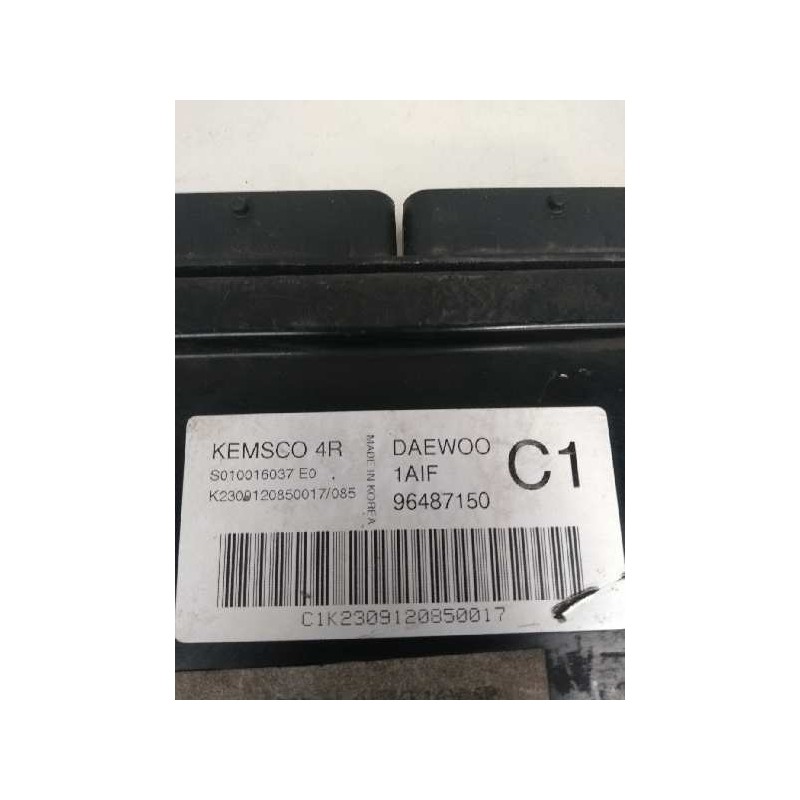 KEMSCO 4R
S010016037 E0
K2309120850017/085
MADE IN KOREA
DAEWOO
1AIF
96487150
C1
C1K2309120850017